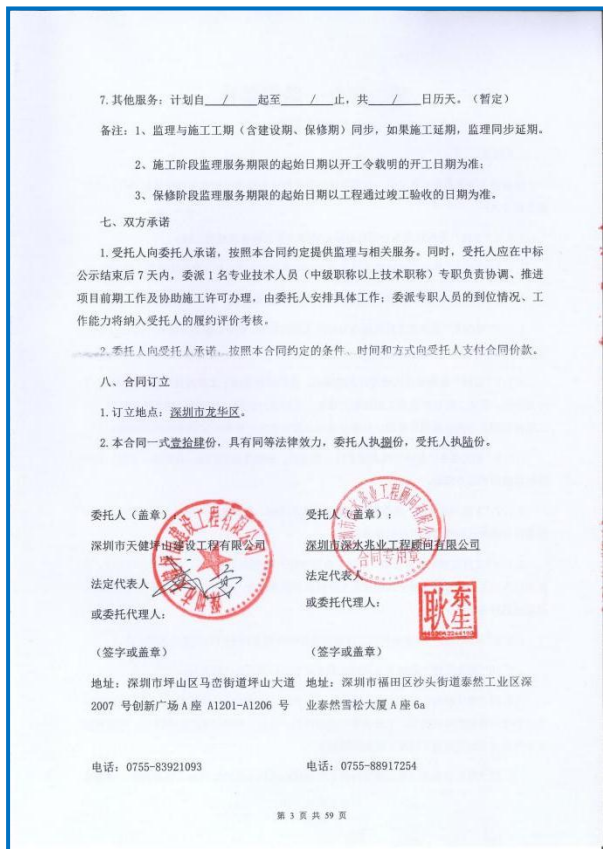 7.其他服务：计划自 / 起至 / 止，共 / 日历天。（暂定）
备注：1、监理与施工工期（含建设期、保修期）同步，如果施工延期，监理同步延期。
2、施工阶段监理服务期限的起始日期以开工令载明的开工日期为准；
3、保修阶段监理服务期限的起始日期以工程通过竣工验收的日期为准。
七、双方承诺
1.受托人向委托人承诺，按照本合同约定提供监理与相关服务。同时，受托人应在中标
公示结束后7天内，委派1名专业技术人员（中级职称以上技术职称）专职负责协调、推进
项目前期工作及协助施工许可办理，由委托人安排具体工作；委派专职人员的到位情况、工
作能力将纳入受托人的履约评价考核。
2.委托人向受托人承诺，按照本合同约定的条件、时间和方式向受托人支付合同价款。
八、合同订立
1.订立地点：深圳市龙华区。
2.本合同一式壹拾肆份，具有同等法律效力，委托人执捌份，受托人执陆份。
委托人（盖章）：
深圳市天健坪山建设工程有限公司
法定代表人
或委托代理人：
（签字或盖章）
地址：深圳市坪山区马峦街道坪山大道
2007 号创新广场 A 座 A1201-A1206 号
电话：0755-83921093
受托人（盖章）：
深圳市深水兆业工程顾问有限公司
合同专用章
法定代表人
或委托代理人：
耿东生
（签字或盖章）
地址：深圳市福田区沙头街道泰然工业区深
业泰然雪松大厦 A 座 6a
电话：0755-88917254
第 3 页 共 59 页